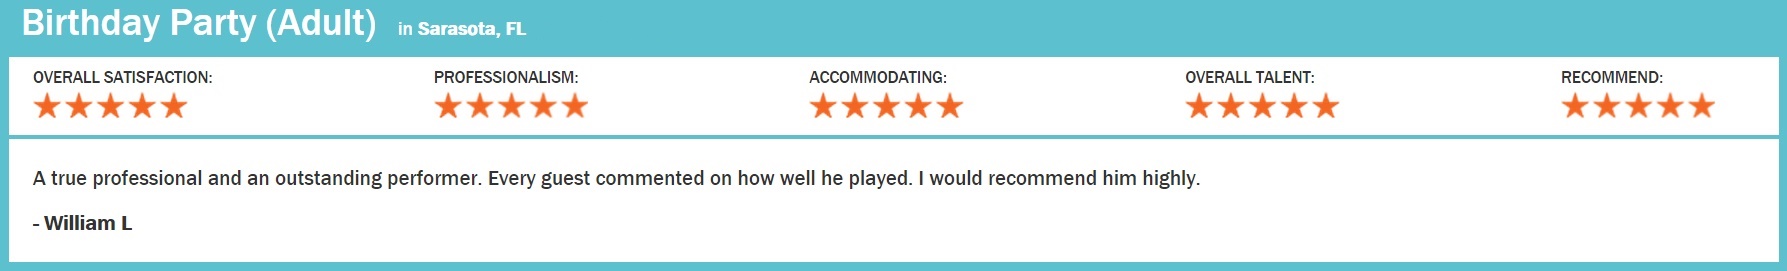 Birthday Party (Adult) in Sarasota, FL
OVERALL SATISFACTION: PROFESSIONALISM: ACCOMMODATING: OVERALL TALENT: RECOMMEND:
A true professional and an outstanding performer. Every guest commented on how well he played. I would recommend him highly.
- William L